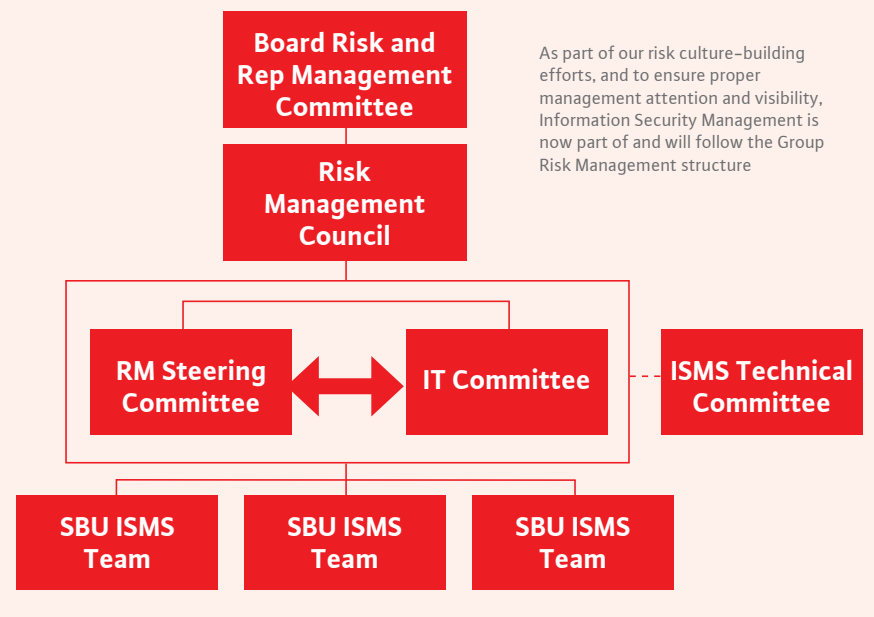 Board Risk and
Rep Management
Committee
As part of our risk culture-building
efforts, and to ensure proper
management attention and visibility,
Information Security Management is
now part of and will follow the Group
Risk Management structure
Risk
Management
Council
RM Steering
Committee
IT Committee
ISMS Technical
Committee
SBU ISMS
Team
SBU ISMS
Team
SBU ISMS
Team